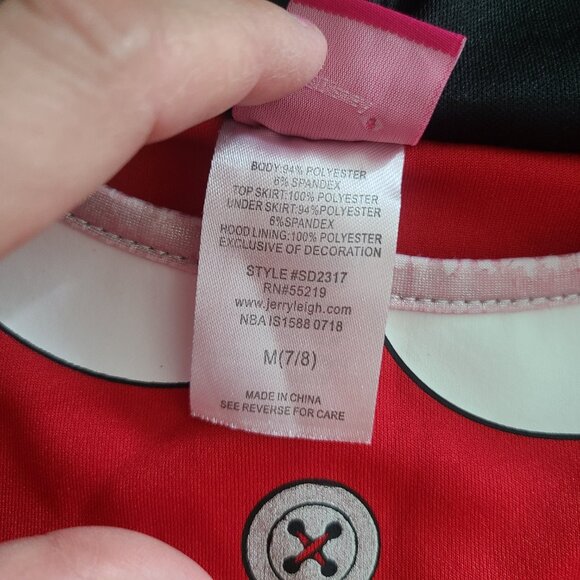 BODY:94% POLYESTER
6% SPANDEX
TOP SKIRT:100% POLYESTER
UNDER SKIRT:94%POLYESTER
6%SPANDEX
HOOD LINING:100% POLYESTER
EXCLUSIVE OF DECORATION
STYLE #SD2317
RN#55219
www.jerryleigh.com
NBAIS1588 0718
M(7/8)
MADE IN CHINA
SEE REVERSE FOR CARE